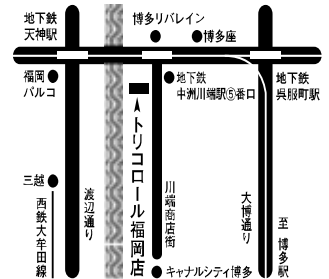 地下鉄
天神駅
博多リバレイン
博多座
福岡
パルコ
地下鉄
中洲川端駅⑤番口
地下鉄
呉服町駅
トリコロール福岡店
三越
西鉄大牟田線
渡辺通り
川端商店街
大博通り
至 博多駅
キャナルシティ博多